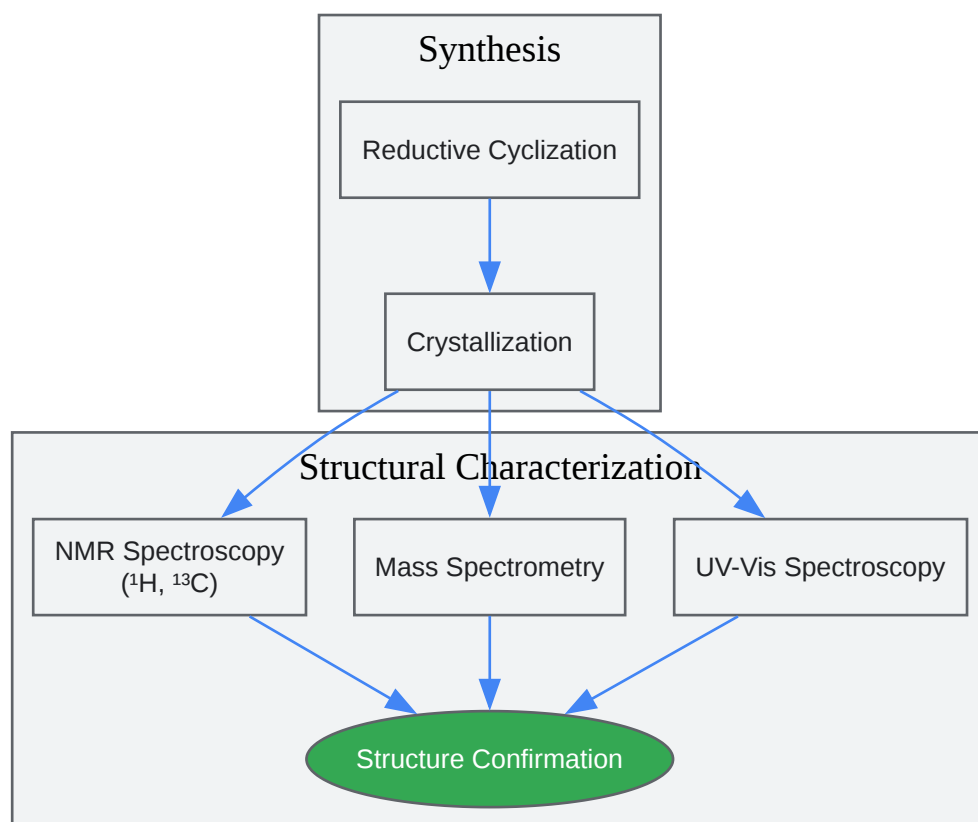 Synthesis
Reductive Cyclization
Crystallization
Structural Characterization
NMR Spectroscopy
(¹H, ¹³C)
Mass Spectrometry
UV-Vis Spectroscopy
Structure Confirmation